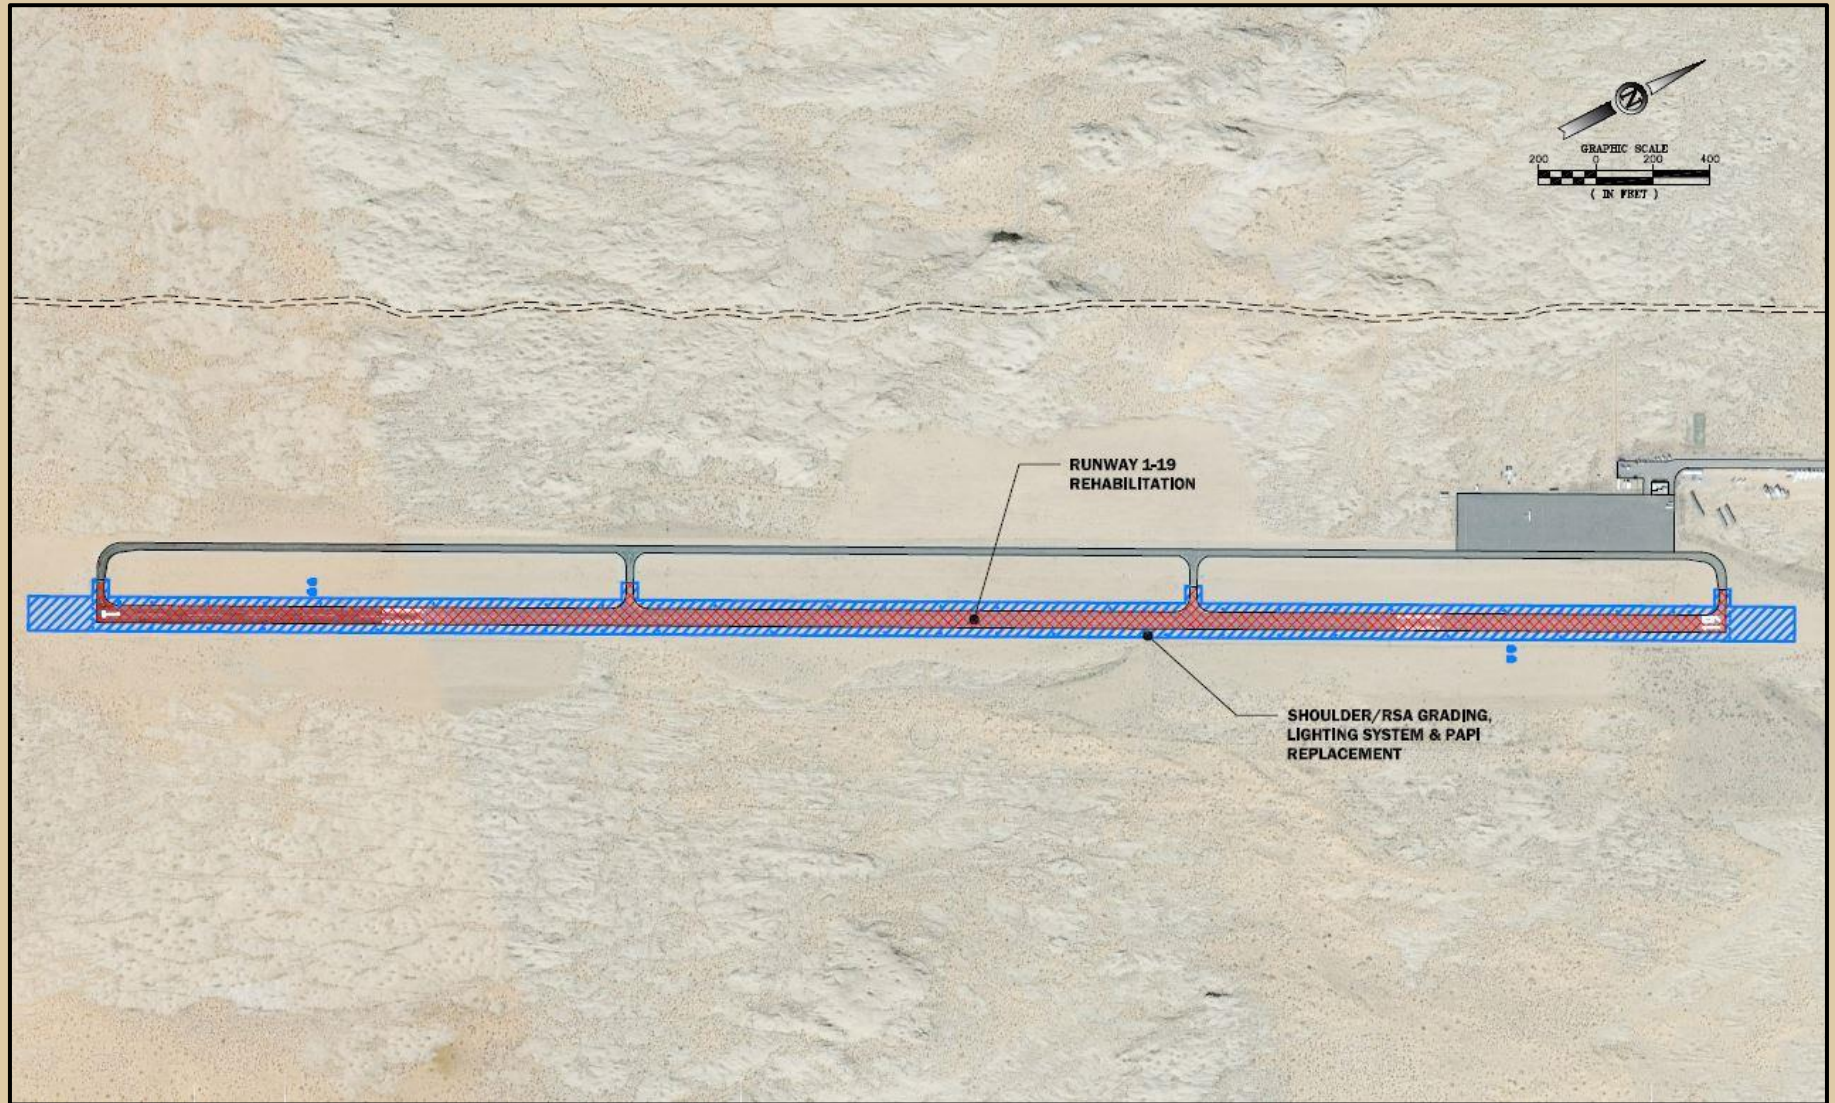 N
GRAPHIC SCALE
200 0 200 400
( IN FEET )
RUNWAY 1-19
REHABILITATION
SHOULDER/RSA GRADING,
LIGHTING SYSTEM & PAPI
REPLACEMENT